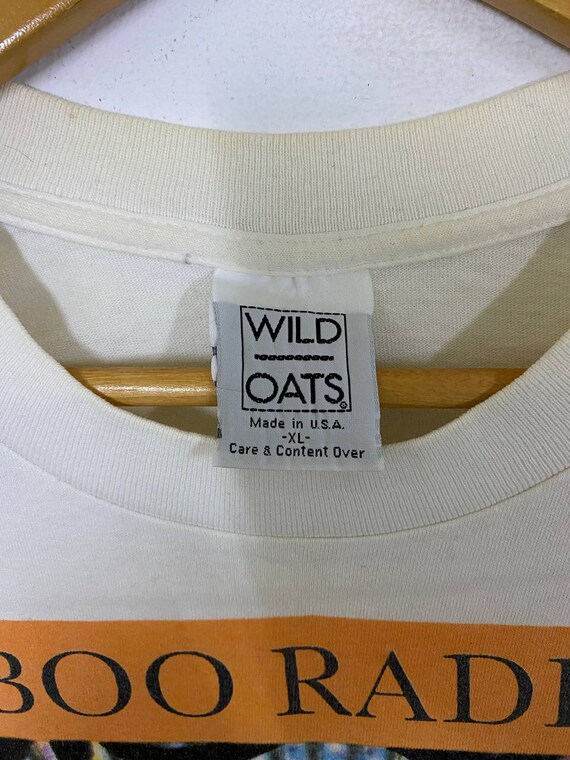 WILD
OATS®
Made in U.S.A.
-XL-
Care & Content Over
BOO RADL